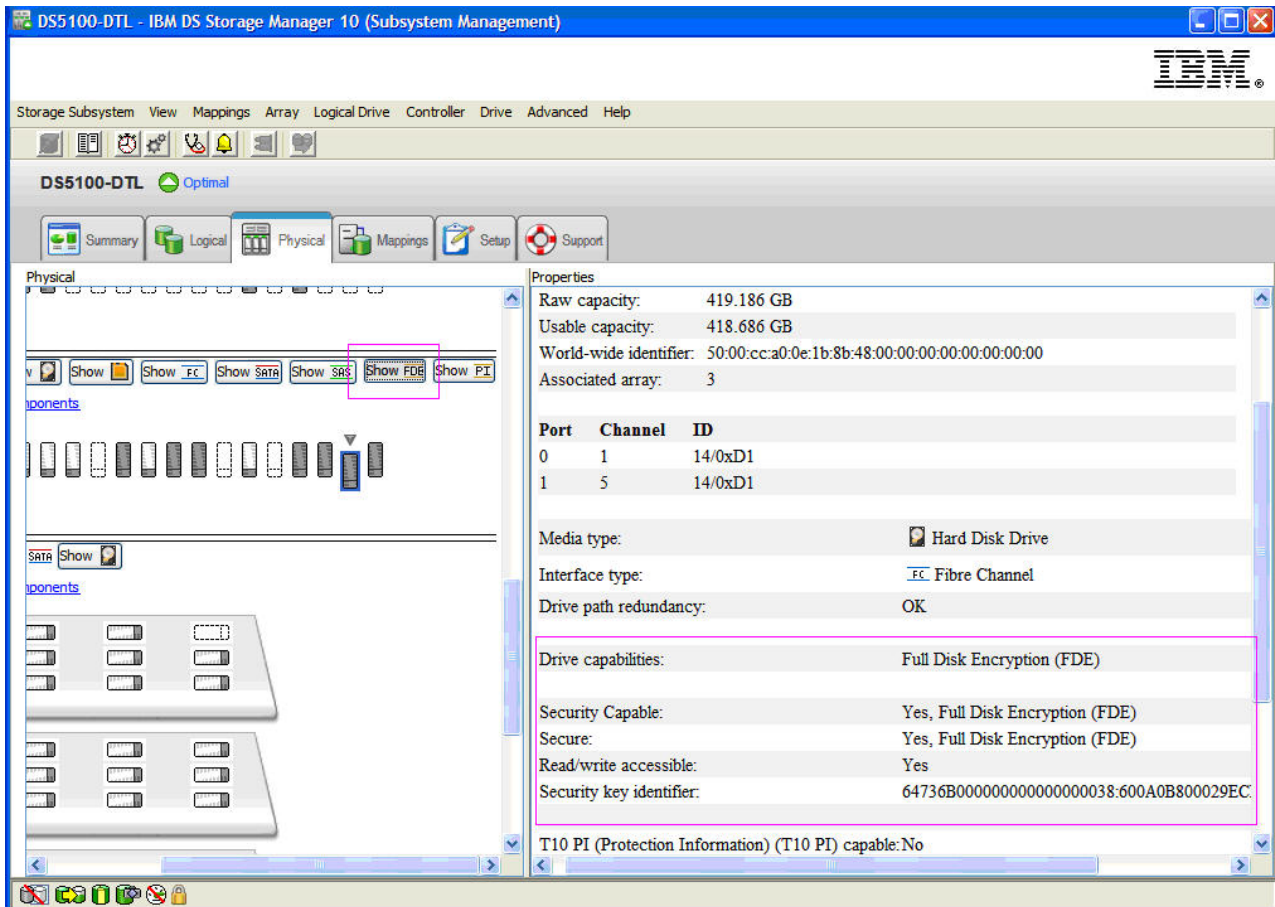 DS5100-DTL - IBM DS Storage Manager 10 (Subsystem Management)
IBM®
Storage Subsystem View Mappings Array Logical Drive Controller Drive Advanced Help
DS5100-DTL Optimal
Summary Logical Physical Mappings Setup Support
Physical
Show Show FC Show SATA Show SAS Show FDE Show PI
ponents
SATA Show
ponents
Properties
Raw capacity: 419.186 GB
Usable capacity: 418.686 GB
World-wide identifier: 50:00:cc:a0:0e:1b:8b:48:00:00:00:00:00:00:00:00
Associated array: 3
Port Channel ID
0 1 14/0xD1
1 5 14/0xD1
Media type: Hard Disk Drive
Interface type: FC Fibre Channel
Drive path redundancy: OK
Drive capabilities: Full Disk Encryption (FDE)
Security Capable: Yes, Full Disk Encryption (FDE)
Secure: Yes, Full Disk Encryption (FDE)
Read/write accessible: Yes
Security key identifier: 64736B000000000000000038:600A0B800029EC
T10 PI (Protection Information) (T10 PI) capable: No